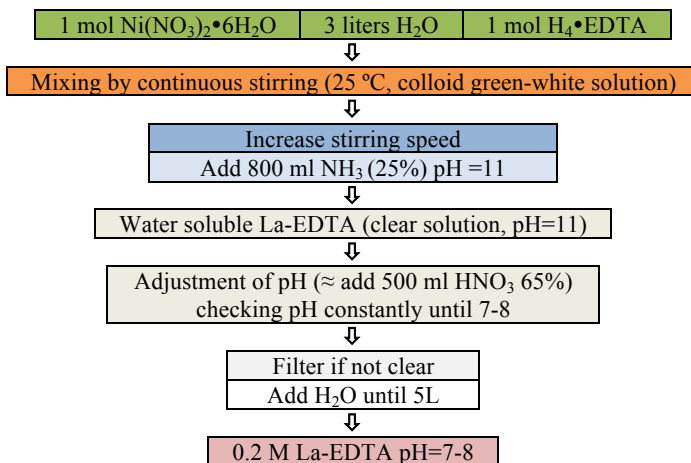 1 mol Ni(NO₃)₂•6H₂O 3 liters H₂O 1 mol H₄•EDTA
Mixing by continuous stirring (25 ºC, colloid green-white solution)
Increase stirring speed
Add 800 ml NH₃ (25%) pH =11
Water soluble La-EDTA (clear solution, pH=11)
Adjustment of pH (≈ add 500 ml HNO₃ 65%)
checking pH constantly until 7-8
Filter if not clear
Add H₂O until 5L
0.2 M La-EDTA pH=7-8